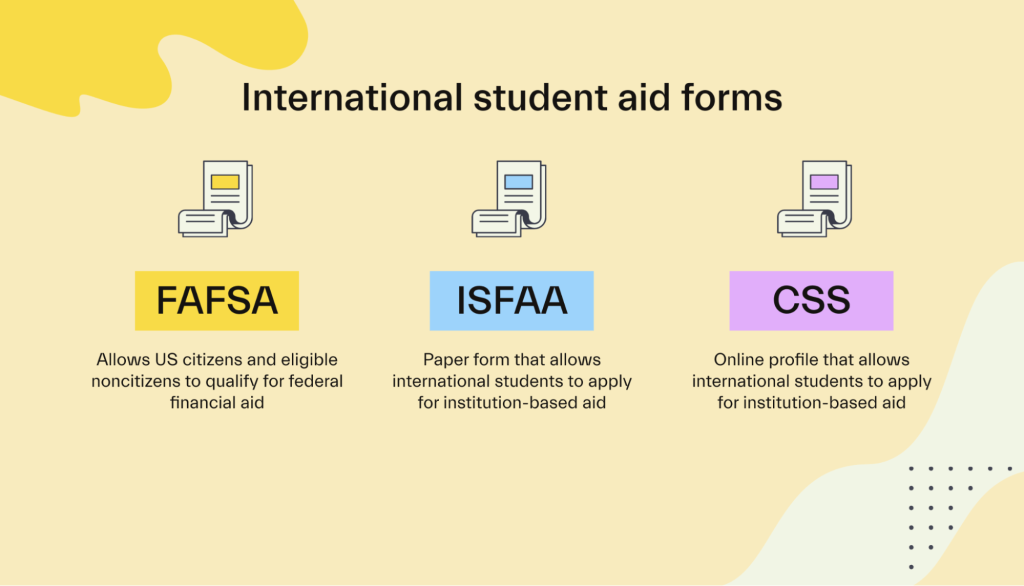 International student aid forms
FAFSA
Allows US citizens and eligible
noncitizens to qualify for federal
financial aid
ISFAA
Paper form that allows
international students to apply
for institution-based aid
CSS
Online profile that allows
international students to apply
for institution-based aid